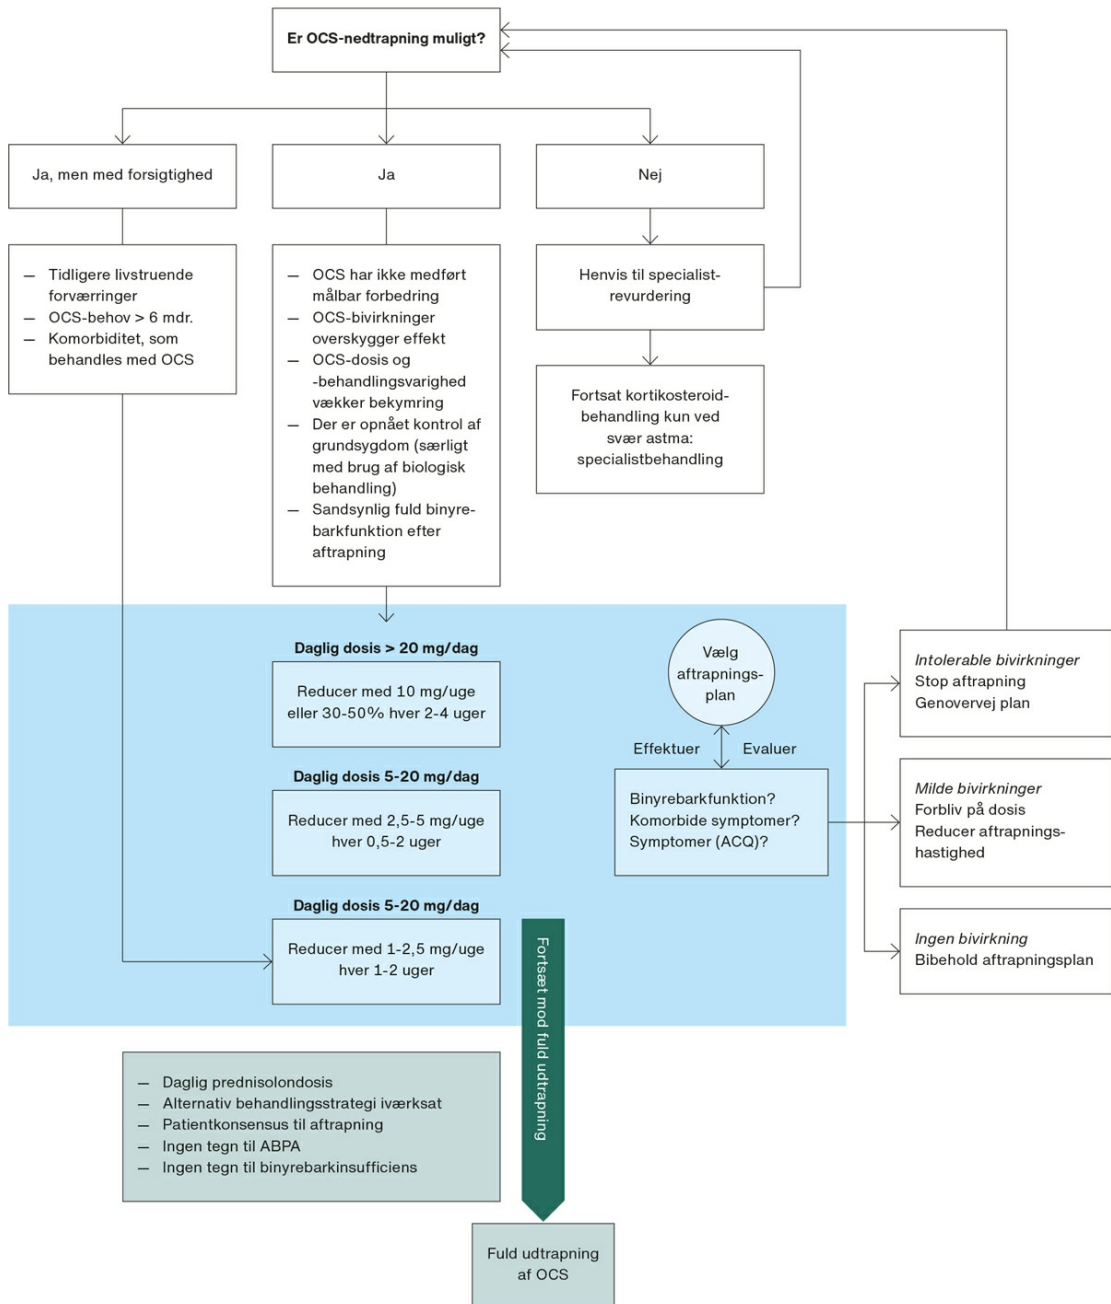 Er OCS-nedtrapning muligt?
Ja, men med forsigtighed
Ja
Nej
— Tidligere livstruende
forværringer
— OCS-behov > 6 mdr.
— Komorbiditet, som
behandles med OCS
— OCS har ikke medført
målbar forbedring
— OCS-bivirkninger
overskygger effekt
— OCS-dosis og
-behandlingsvarighed
vækker bekymring
— Der er opnået kontrol af
grundsygdom (særligt
med brug af biologisk
behandling)
— Sandsynlig fuld binyre-
barkfunktion efter
aftrapning
Henvis til specialist-
revurdering
Fortsat kortikosteroid-
behandling kun ved
svær astma:
specialistbehandling
Daglig dosis > 20 mg/dag
Reducer med 10 mg/uge
eller 30-50% hver 2-4 uger
Daglig dosis 5-20 mg/dag
Reducer med 2,5-5 mg/uge
hver 0,5-2 uger
Daglig dosis 5-20 mg/dag
Reducer med 1-2,5 mg/uge
hver 1-2 uger
Vælg
aftrapnings-
plan
Effektuer
Evaluer
Binyrebarkfunktion?
Komorbide symptomer?
Symptomer (ACQ)?
Intolerable bivirkninger
Stop aftrapning
Genovervej plan
Milde bivirkninger
Forbliv på dosis
Reducer aftrapnings-
hastighed
Ingen bivirkning
Bibehold aftrapningsplan
Fortsæt mod fuld udtrapning
— Daglig prednisolondosis
— Alternativ behandlingsstrategi iværksat
— Patientkonsensus til aftrapning
— Ingen tegn til ABPA
— Ingen tegn til binyrebarkinsufficiens
Fuld udtrapning
af OCS